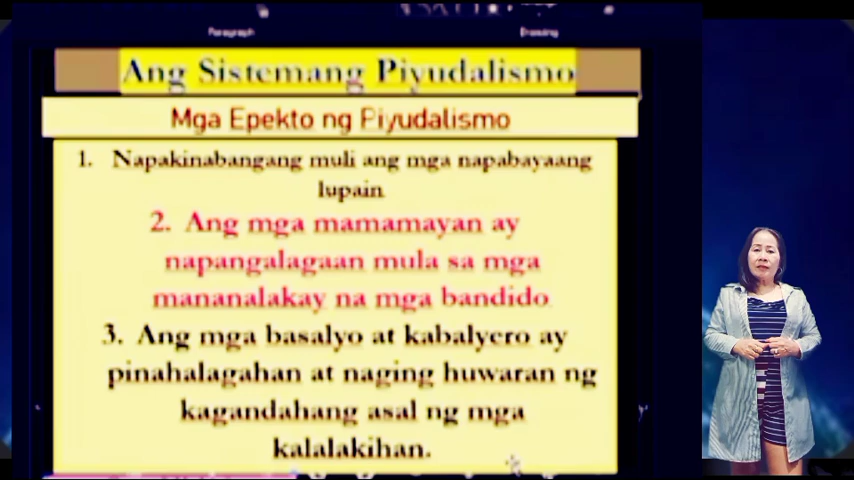 Paragraph
Drawing
Ang Sistemang Piyudalismo
Mga Epekto ng Piyudalismo
1. Napakinabangang muli ang mga napabayaang
lupain
2. Ang mga mamamayan ay
napangalagaan mula sa mga
mananalakay na mga bandido
3. Ang mga basalyo at kabalyero ay
pinahalagahan at naging huwaran ng
kagandahang asal ng mga
kalalakihan.